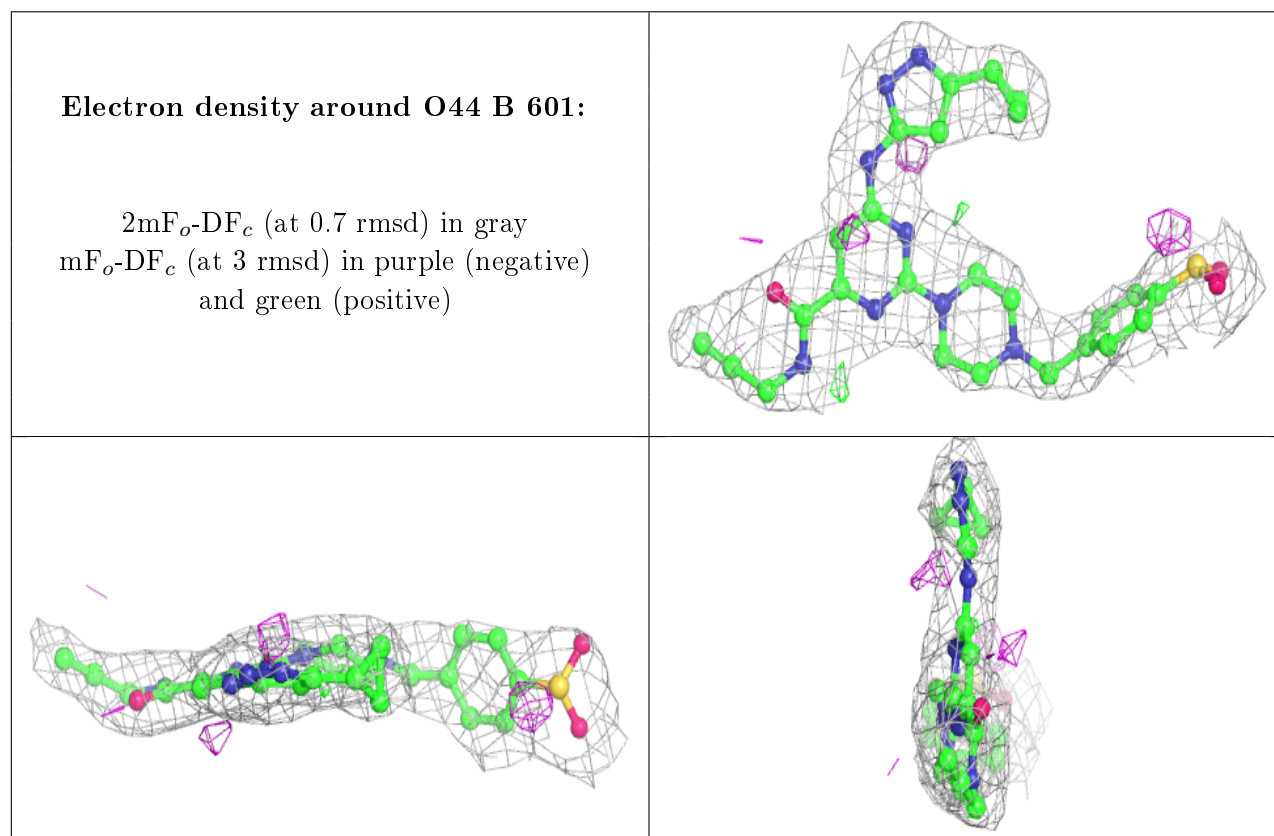 Electron density around O44 B 601:
2mFₒ-DF𝒸 (at 0.7 rmsd) in gray
mFₒ-DF𝒸 (at 3 rmsd) in purple (negative)
and green (positive)